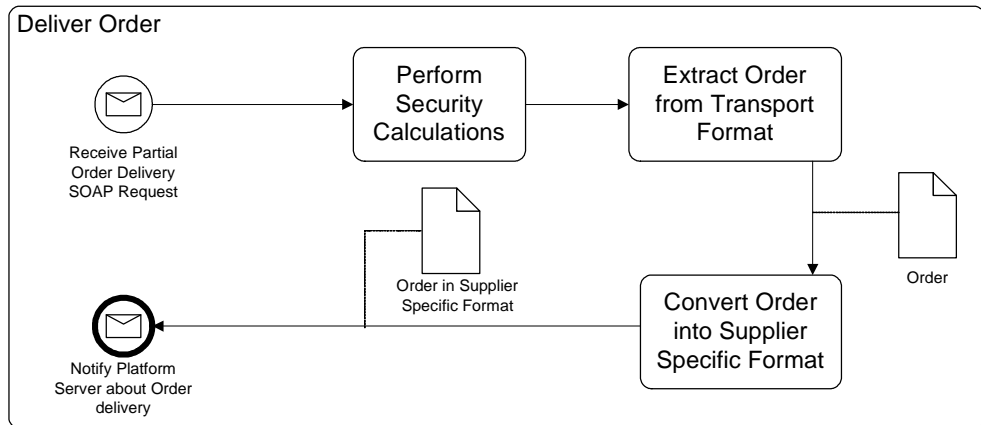 Deliver Order
Perform
Security
Calculations
Extract Order
from Transport
Format
Receive Partial
Order Delivery
SOAP Request
Order in Supplier
Specific Format
Order
Convert Order
into Supplier
Specific Format
Notify Platform
Server about Order
delivery